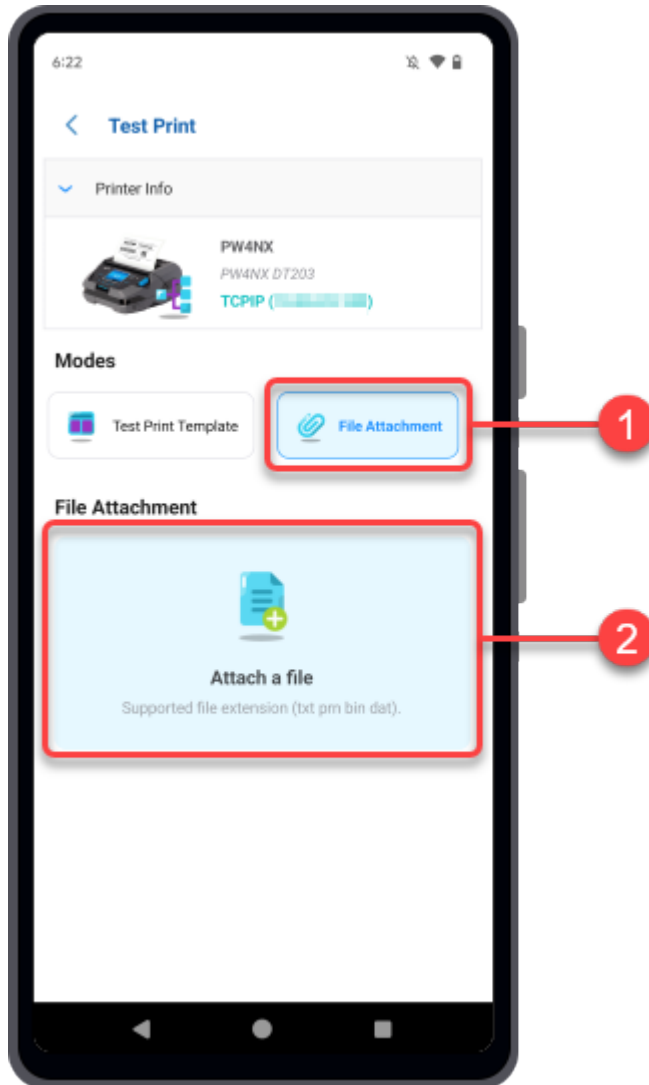 6:22
Test Print
Printer Info
PW4NX
PW4NX DT203
TCPIP ( )
Modes
Test Print Template
File Attachment
1
File Attachment
2
Attach a file
Supported file extension (txt prn bin dat).